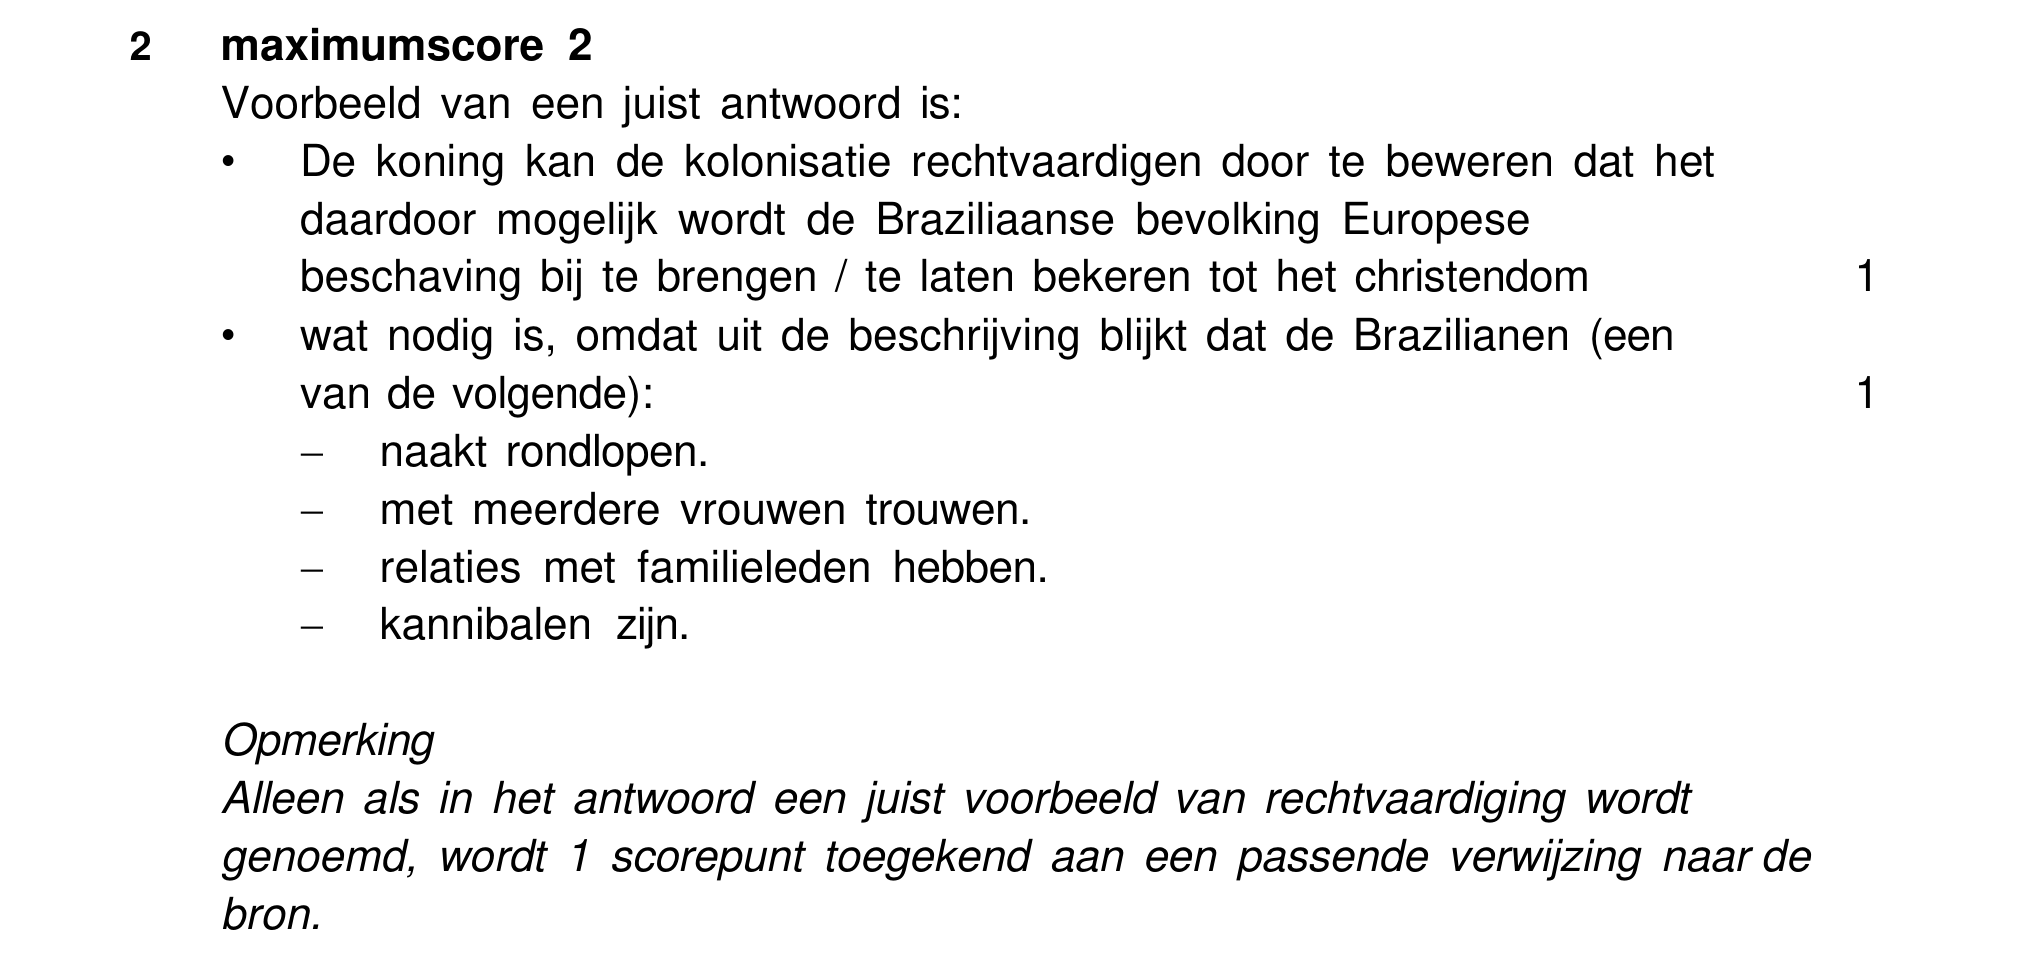 2 maximumscore 2
Voorbeeld van een juist antwoord is:
• De koning kan de kolonisatie rechtvaardigen door te beweren dat het
daardoor mogelijk wordt de Braziliaanse bevolking Europese
beschaving bij te brengen / te laten bekeren tot het christendom 1
• wat nodig is, omdat uit de beschrijving blijkt dat de Brazilianen (een
van de volgende): 1
− naakt rondlopen.
− met meerdere vrouwen trouwen.
− relaties met familieleden hebben.
− kannibalen zijn.
Opmerking
Alleen als in het antwoord een juist voorbeeld van rechtvaardiging wordt
genoemd, wordt 1 scorepunt toegekend aan een passende verwijzing naar de
bron.